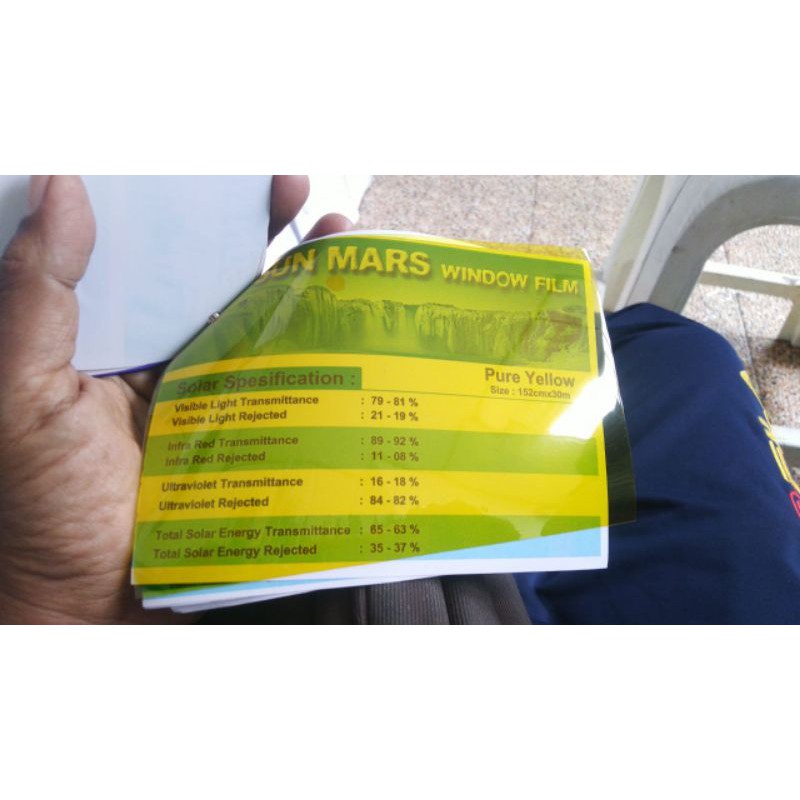 SUN MARS WINDOW FILM
Solar Spesification :
Pure Yellow
Size : 152cmx30m
Visible Light Transmittance : 79 - 81 %
Visible Light Rejected : 21 - 19 %
Infra Red Transmittance : 89 - 92 %
Infra Red Rejected : 11 - 08 %
Ultraviolet Transmittance : 16 - 18 %
Ultraviolet Rejected : 84 - 82 %
Total Solar Energy Transmittance : 65 - 63 %
Total Solar Energy Rejected : 35 - 37 %